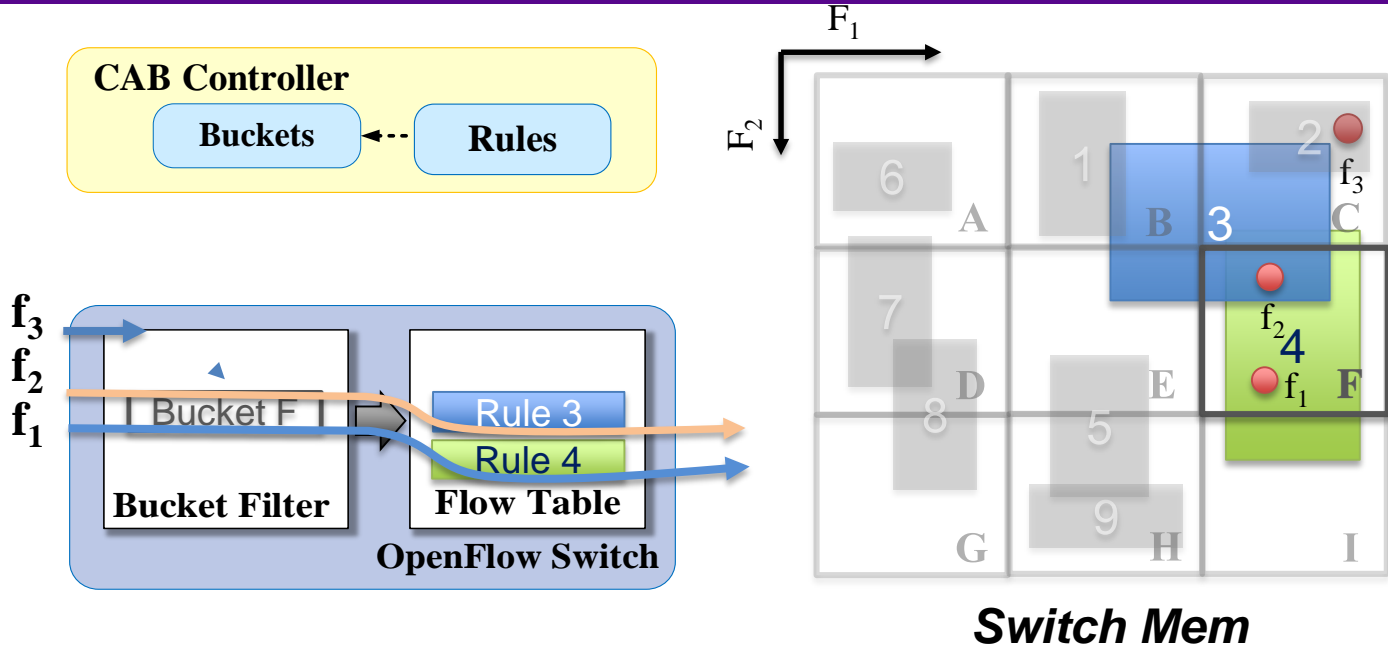 CAB Controller
Buckets
Rules
f3
f2
f1
Bucket F
Rule 3
Rule 4
Bucket Filter
Flow Table
OpenFlow Switch
F1
F2
1
2
6
f3
A
B
3
C
7
f2
4
f1
D
E
F
8
5
9
G
H
I
Switch Mem